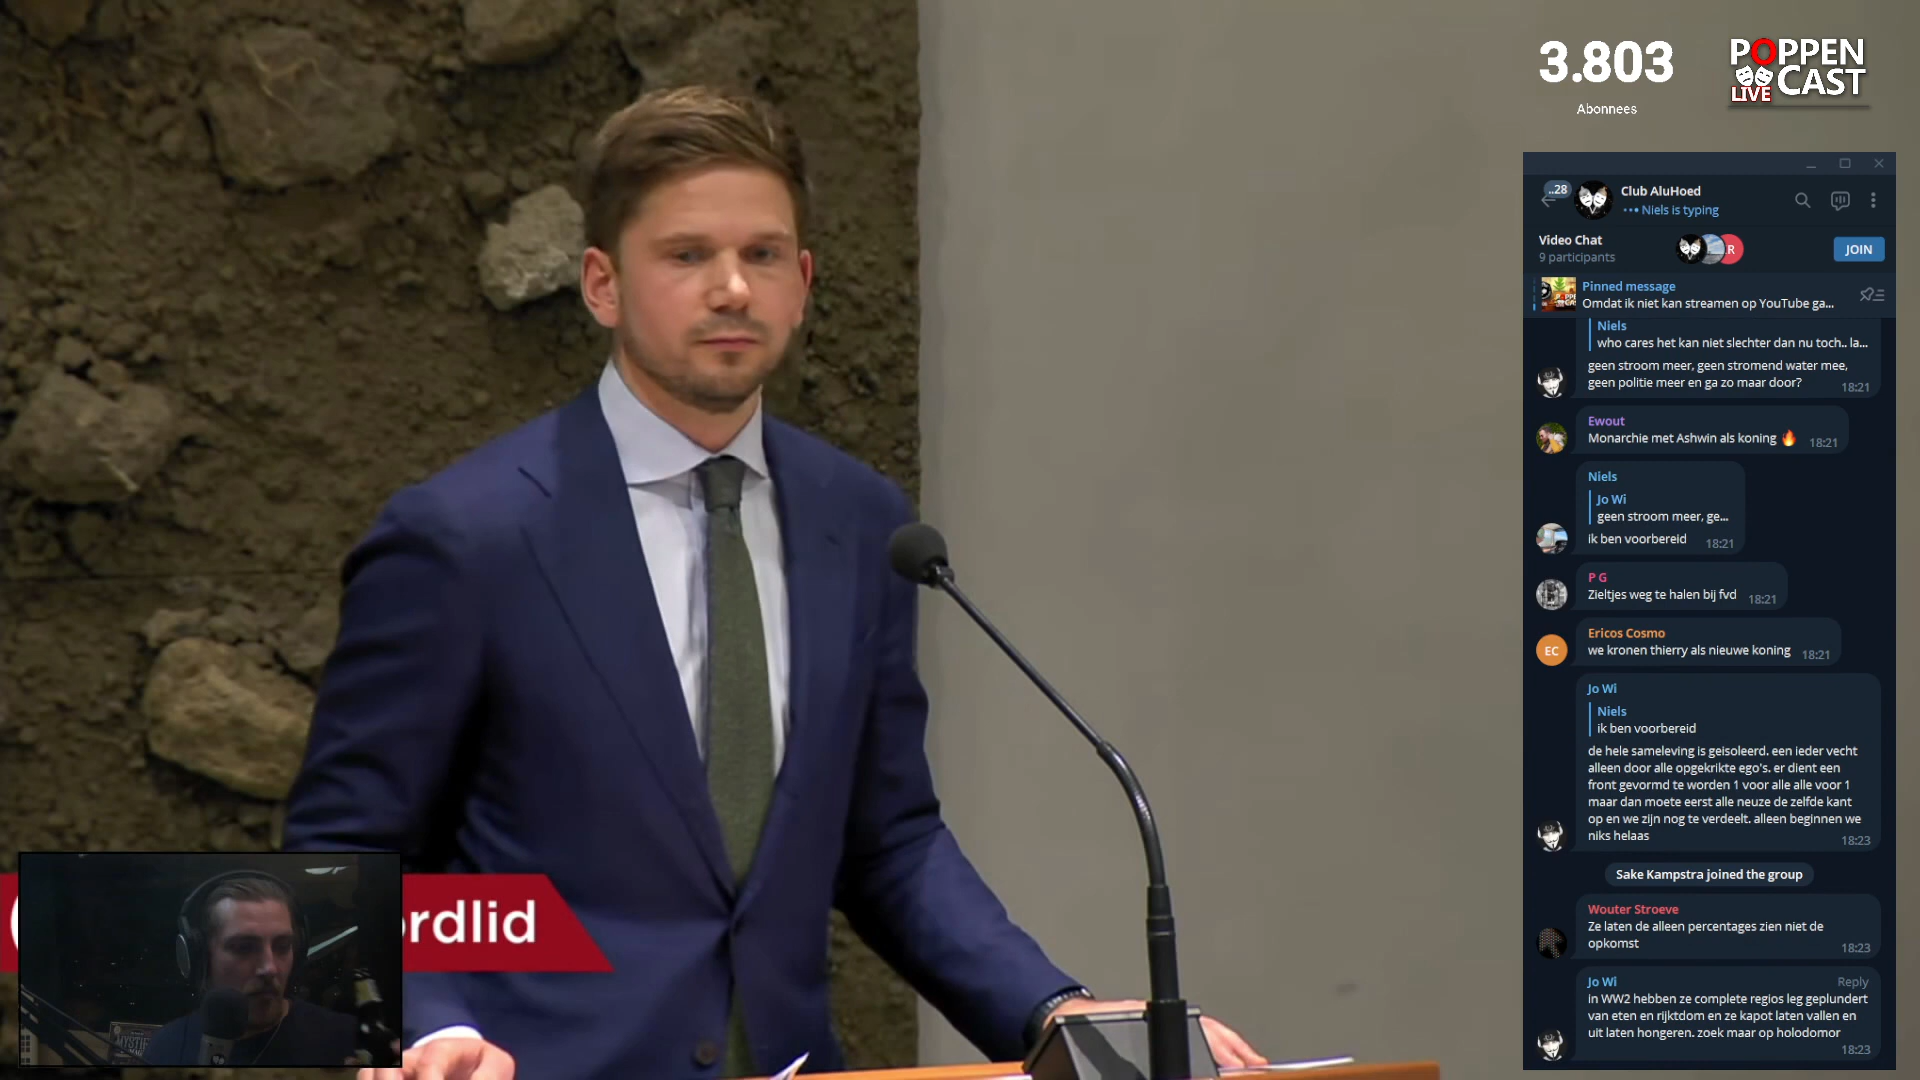 3.803
Abonnees
POPPEN
CAST
LIVE
..28
Club AluHoed
Niels is typing
Video Chat
9 participants
R
JOIN
Pinned message
Omdat ik niet kan streamen op YouTube ga...
Niels
who cares het kan niet slechter dan nu toch.. la...
geen stroom meer, geen stromend water mee,
geen politie meer en ga zo maar door?
18:21
Ewout
Monarchie met Ashwin als koning 🔥
18:21
Niels
Jo Wi
geen stroom meer, ge...
ik ben voorbereid
18:21
P G
Zieltjes weg te halen bij fvd
18:21
EC
Ericos Cosmo
we kronen thierry als nieuwe koning
18:21
Jo Wi
Niels
ik ben voorbereid
de hele sameleving is geisoleerd. een ieder vecht
alleen door alle opgekrikte ego's. er dient een
front gevormd te worden 1 voor alle alle voor 1
maar dan moete eerst alle neuze de zelfde kant
op en we zijn nog te verdeelt. alleen beginnen we
niks helaas
18:23
Sake Kampstra joined the group
Wouter Stroeve
Ze laten de alleen percentages zien niet de
opkomst
18:23
Jo Wi
Reply
in WW2 hebben ze complete regios leg geplundert
van eten en rijktdom en ze kapot laten vallen en
uit laten hongeren. zoek maar op holodomor
18:23
ordlid